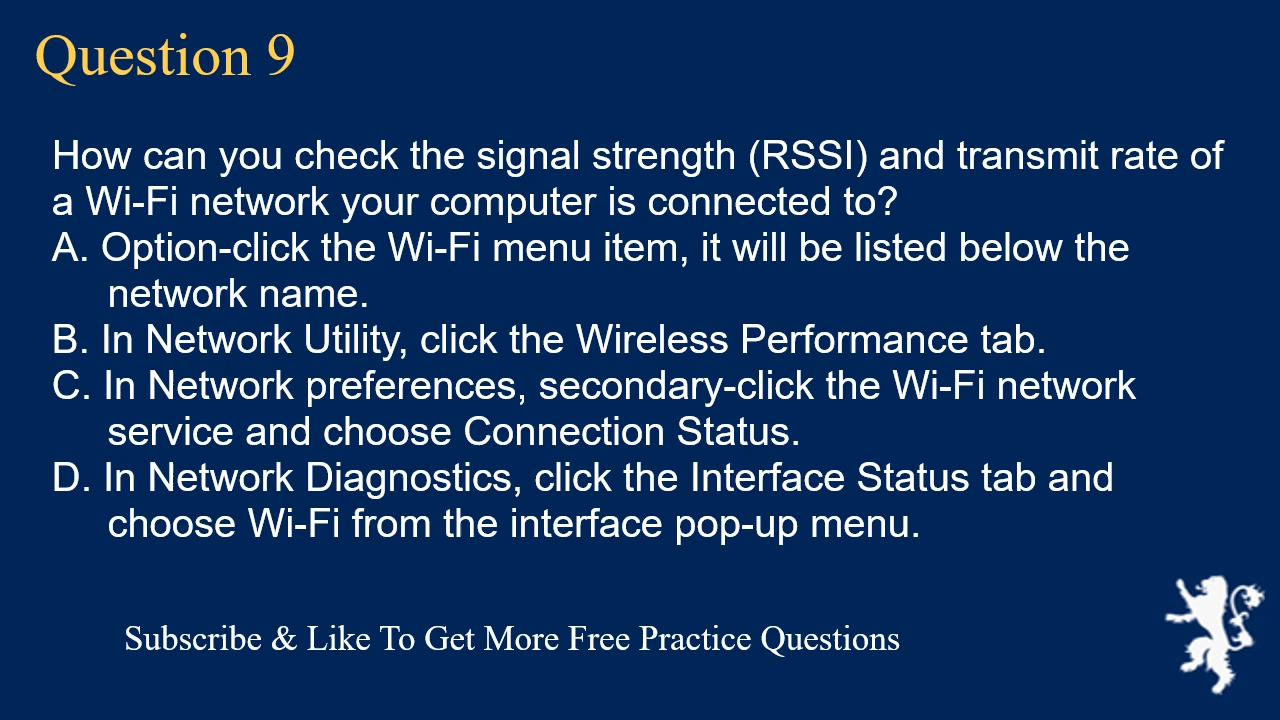 Question 9
How can you check the signal strength (RSSI) and transmit rate of
a Wi-Fi network your computer is connected to?
A. Option-click the Wi-Fi menu item, it will be listed below the
network name.
B. In Network Utility, click the Wireless Performance tab.
C. In Network preferences, secondary-click the Wi-Fi network
service and choose Connection Status.
D. In Network Diagnostics, click the Interface Status tab and
choose Wi-Fi from the interface pop-up menu.
Subscribe & Like To Get More Free Practice Questions